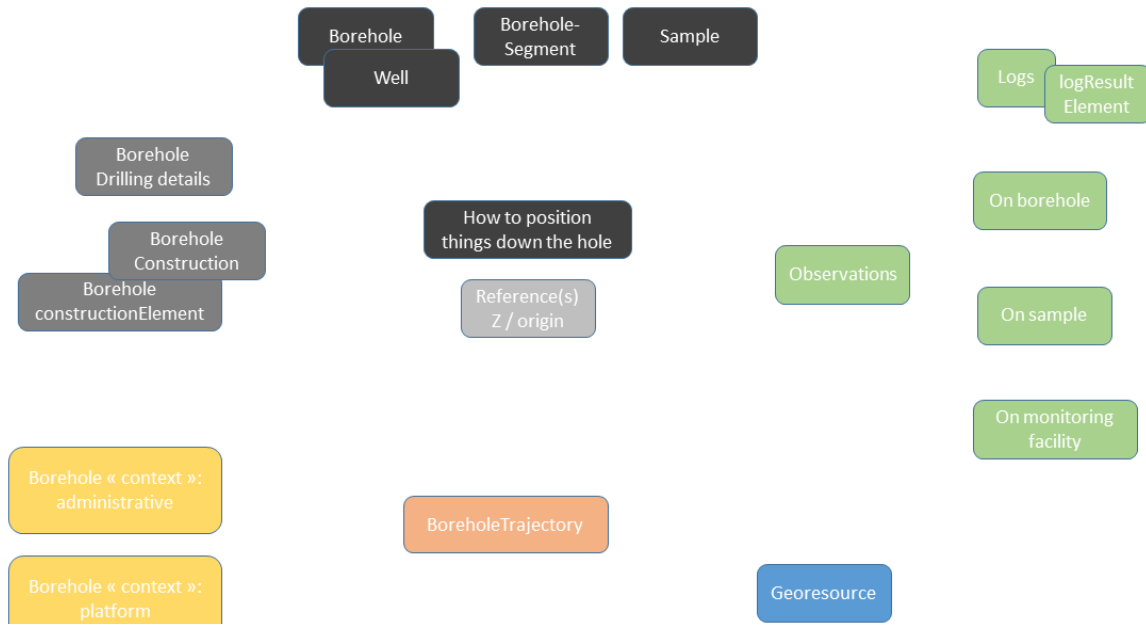 Borehole
Well
Borehole-
Segment
Sample
Logs
logResult
Element
Borehole
Drilling details
On borehole
How to position
things down the hole
Borehole
Construction
Observations
Borehole
constructionElement
Reference(s)
Z / origin
On sample
On monitoring
facility
Borehole « context »:
administrative
BoreholeTrajectory
Borehole « context »:
platform
Georesource